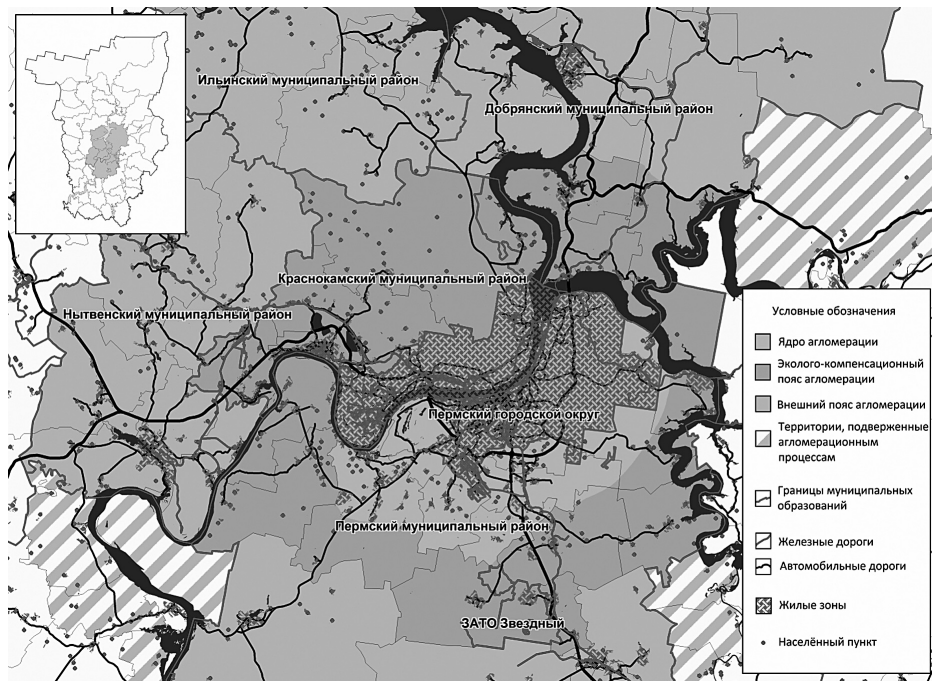 Ильинский муниципальный район
Добрянский муниципальный район
Краснокамский муниципальный район
Нытвенский муниципальный район
Пермский городской округ
Пермский муниципальный район
ЗАТО Звездный
Условные обозначения
Ядро агломерации
Эколого-компенсационный
пояс агломерации
Внешний пояс агломерации
Территории, подверженные
агломерационным
процессам
Границы муниципальных
образований
Железные дороги
Автомобильные дороги
Жилые зоны
Населённый пункт